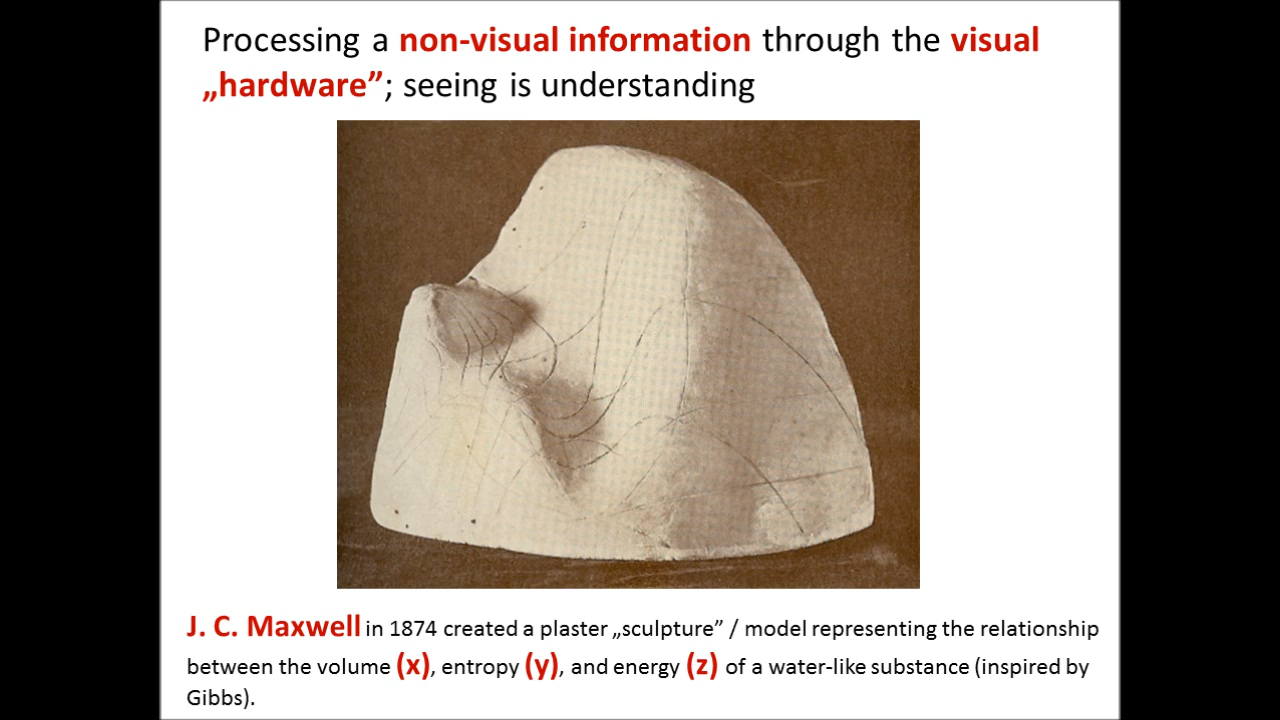 Processing a non-visual information through the visual
„hardware”; seeing is understanding
J. C. Maxwell in 1874 created a plaster „sculpture” / model representing the relationship
between the volume (x), entropy (y), and energy (z) of a water-like substance (inspired by
Gibbs).